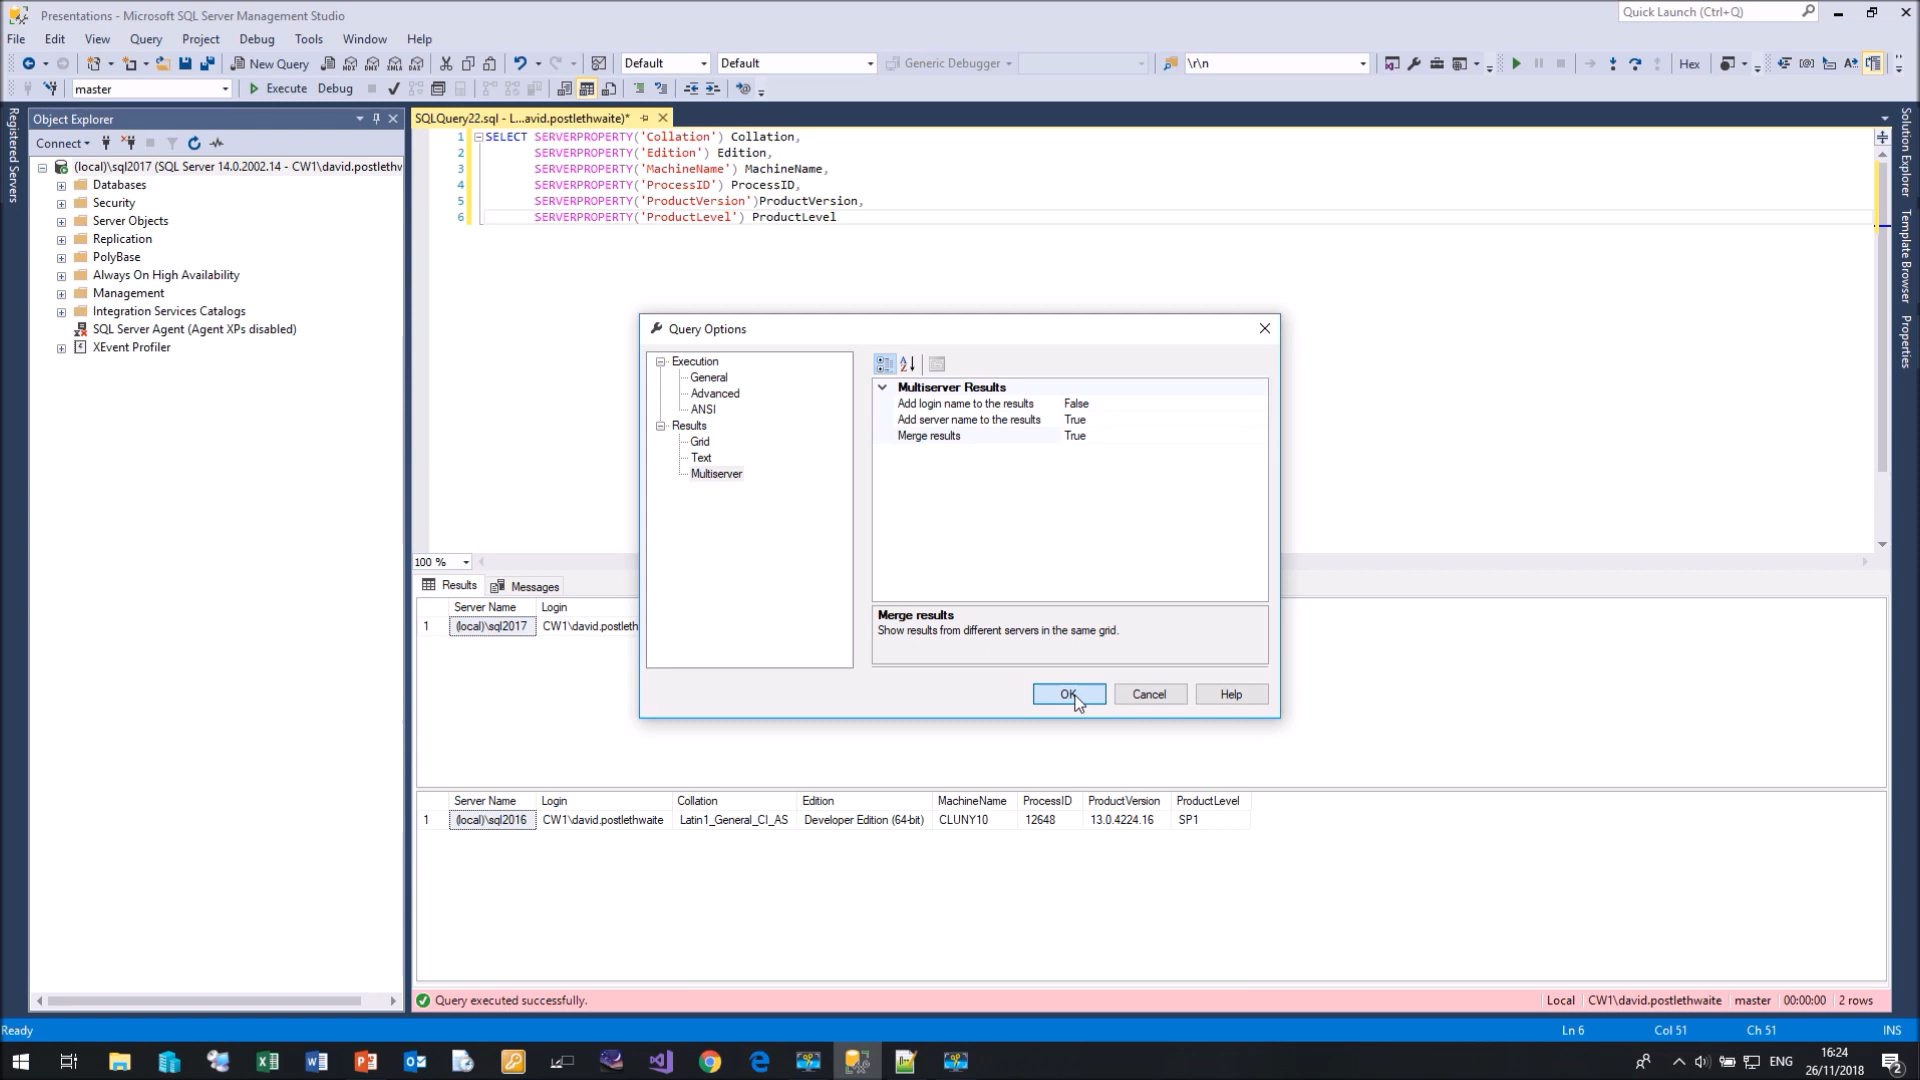 Presentations - Microsoft SQL Server Management Studio
Quick Launch (Ctrl+Q)
File Edit View Query Project Debug Tools Window Help
New Query Default Default Generic Debugger \r\n Hex
master Execute Debug
Registered Servers
Object Explorer
Connect
(local)\sql2017 (SQL Server 14.0.2002.14 - CW1\david.postlethw
Databases
Security
Server Objects
Replication
PolyBase
Always On High Availability
Management
Integration Services Catalogs
SQL Server Agent (Agent XPs disabled)
XEvent Profiler
SQLQuery22.sql - L...avid.postlethwaite)*
1 SELECT SERVERPROPERTY('Collation') Collation,
2 SERVERPROPERTY('Edition') Edition,
3 SERVERPROPERTY('MachineName') MachineName,
4 SERVERPROPERTY('ProcessID') ProcessID,
5 SERVERPROPERTY('ProductVersion')ProductVersion,
6 SERVERPROPERTY('ProductLevel') ProductLevel
Solution Explorer
Template Browser
Properties
Query Options
Execution
General
Advanced
ANSI
Results
Grid
Text
Multiserver
Multiserver Results
Add login name to the results False
Add server name to the results True
Merge results True
Merge results
Show results from different servers in the same grid.
OK Cancel Help
100 %
Results Messages
Server Name Login
1 (local)\sql2017 CW1\david.postleth
Server Name Login Collation Edition MachineName ProcessID ProductVersion ProductLevel
1 (local)\sql2016 CW1\david.postlethwaite Latin1_General_CI_AS Developer Edition (64-bit) CLUNY10 12648 13.0.4224.16 SP1
Query executed successfully. Local CW1\david.postlethwaite master 00:00:00 2 rows
Ready Ln 6 Col 51 Ch 51 INS
ENG 16:24
26/11/2018
2